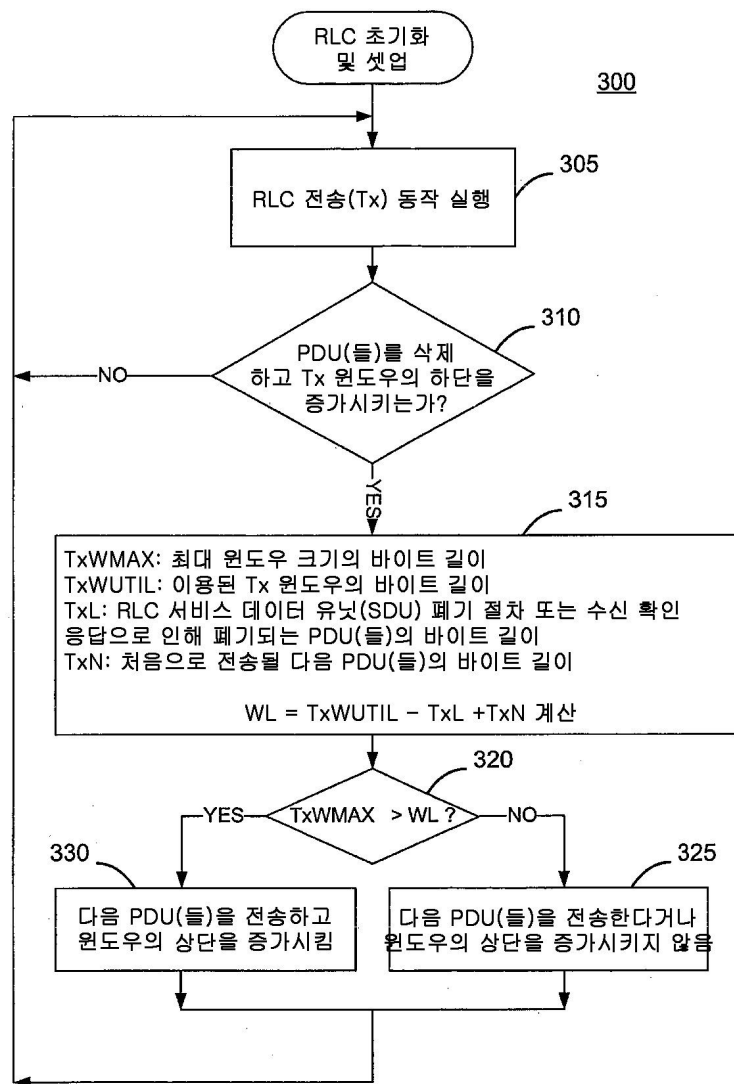 RLC 초기화
및 셋업
300
305
RLC 전송(Tx) 동작 실행
310
PDU(들)를 삭제
하고 Tx 윈도우의 하단을
증가시키는가?
NO
YES
315
TxWMAX: 최대 윈도우 크기의 바이트 길이
TxWUTIL: 이용된 Tx 윈도우의 바이트 길이
TxL: RLC 서비스 데이터 유닛(SDU) 폐기 절차 또는 수신 확인
응답으로 인해 폐기되는 PDU(들)의 바이트 길이
TxN: 처음으로 전송될 다음 PDU(들)의 바이트 길이
WL = TxWUTIL - TxL +TxN 계산
320
YES
TxWMAX > WL ?
NO
330
325
다음 PDU(들)을 전송하고
윈도우의 상단을 증가시킴
다음 PDU(들)을 전송한다거나
윈도우의 상단을 증가시키지 않음